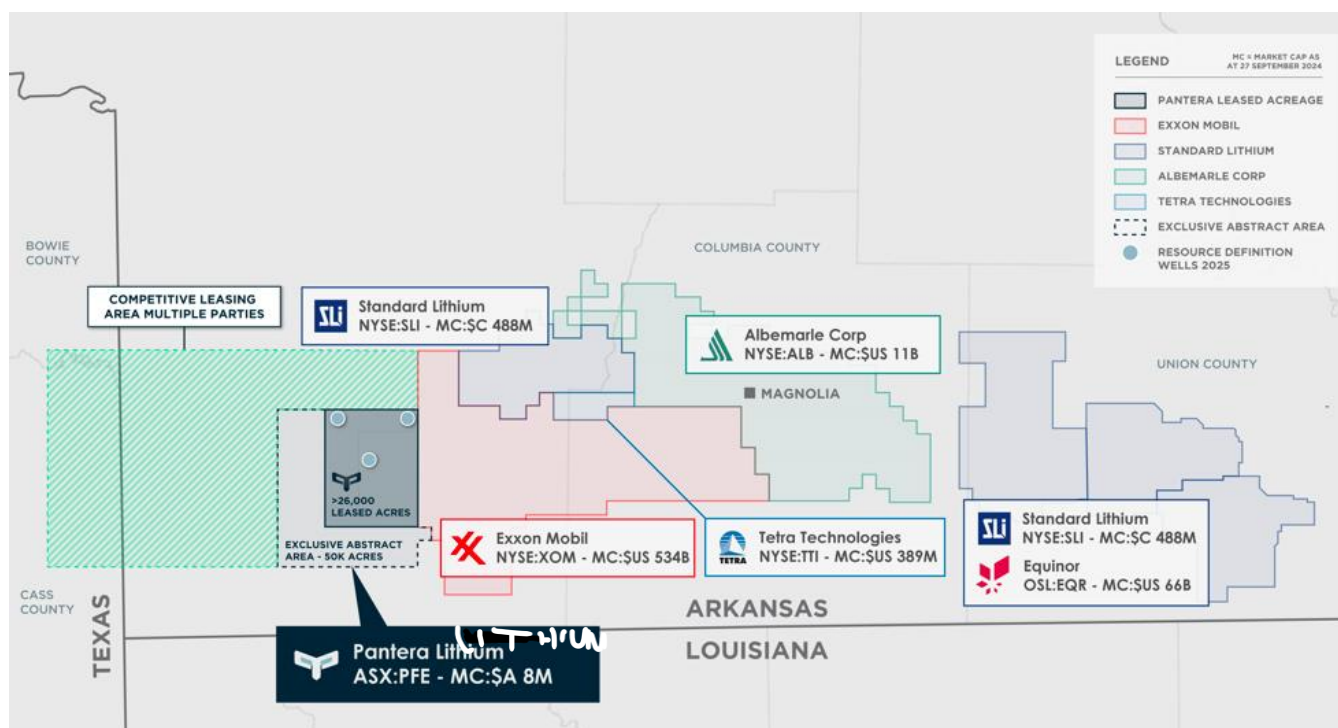 LEGEND
MC = MARKET CAP AS
AT 27 SEPTEMBER 2024
PANTERA LEASED ACREAGE
EXXON MOBIL
STANDARD LITHIUM
ALBEMARLE CORP
TETRA TECHNOLOGIES
EXCLUSIVE ABSTRACT AREA
RESOURCE DEFINITION
WELLS 2025
BOWIE
COUNTY
COLUMBIA COUNTY
COMPETITIVE LEASING
AREA MULTIPLE PARTIES
SLi
Standard Lithium
NYSE:SLI - MC:$C 488M
Albemarle Corp
NYSE:ALB - MC:$US 11B
UNION COUNTY
MAGNOLIA
>26,000
LEASED ACRES
EXCLUSIVE ABSTRACT
AREA - 50K ACRES
Exxon Mobil
NYSE:XOM - MC:$US 534B
TETRA
Tetra Technologies
NYSE:TTI - MC:$US 389M
SLi
Standard Lithium
NYSE:SLI - MC:$C 488M
Equinor
OSL:EQR - MC:$US 66B
CASS
COUNTY
TEXAS
ARKANSAS
LOUISIANA
Pantera Lithium
ASX:PFE - MC:$A 8M